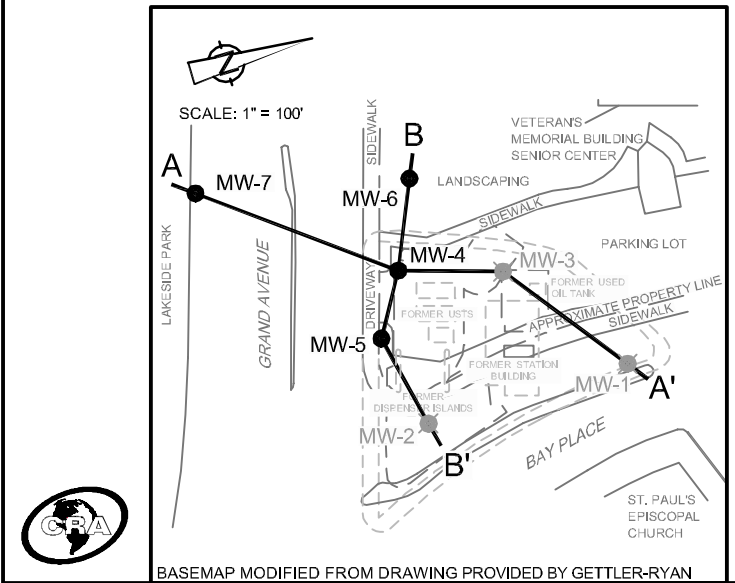 Z
SCALE: 1" = 100'
SIDEWALK
VETERAN'S
MEMORIAL BUILDING
SENIOR CENTER
B
A
MW-7
LANDSCAPING
MW-6
SIDEWALK
PARKING LOT
LAKESIDE PARK
GRAND AVENUE
DRIVEWAY
MW-4
MW-3
FORMER USED
OIL TANK
APPROXIMATE PROPERTY LINE
SIDEWALK
FORMER USTS
MW-5
FORMER STATION
BUILDING
MW-1
A'
FORMER
DISPENSER ISLANDS
MW-2
B'
BAY PLACE
ST. PAUL'S
EPISCOPAL
CHURCH
CRA
BASEMAP MODIFIED FROM DRAWING PROVIDED BY GETTLER-RYAN